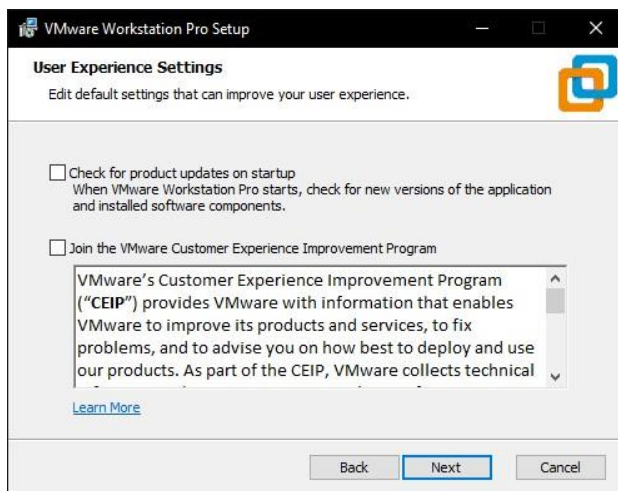 VMware Workstation Pro Setup
User Experience Settings
Edit default settings that can improve your user experience.
Check for product updates on startup
When VMware Workstation Pro starts, check for new versions of the application
and installed software components.
Join the VMware Customer Experience Improvement Program
VMware's Customer Experience Improvement Program
("CEIP") provides VMware with information that enables
VMware to improve its products and services, to fix
problems, and to advise you on how best to deploy and use
our products. As part of the CEIP, VMware collects technical
Learn More
Back Next Cancel